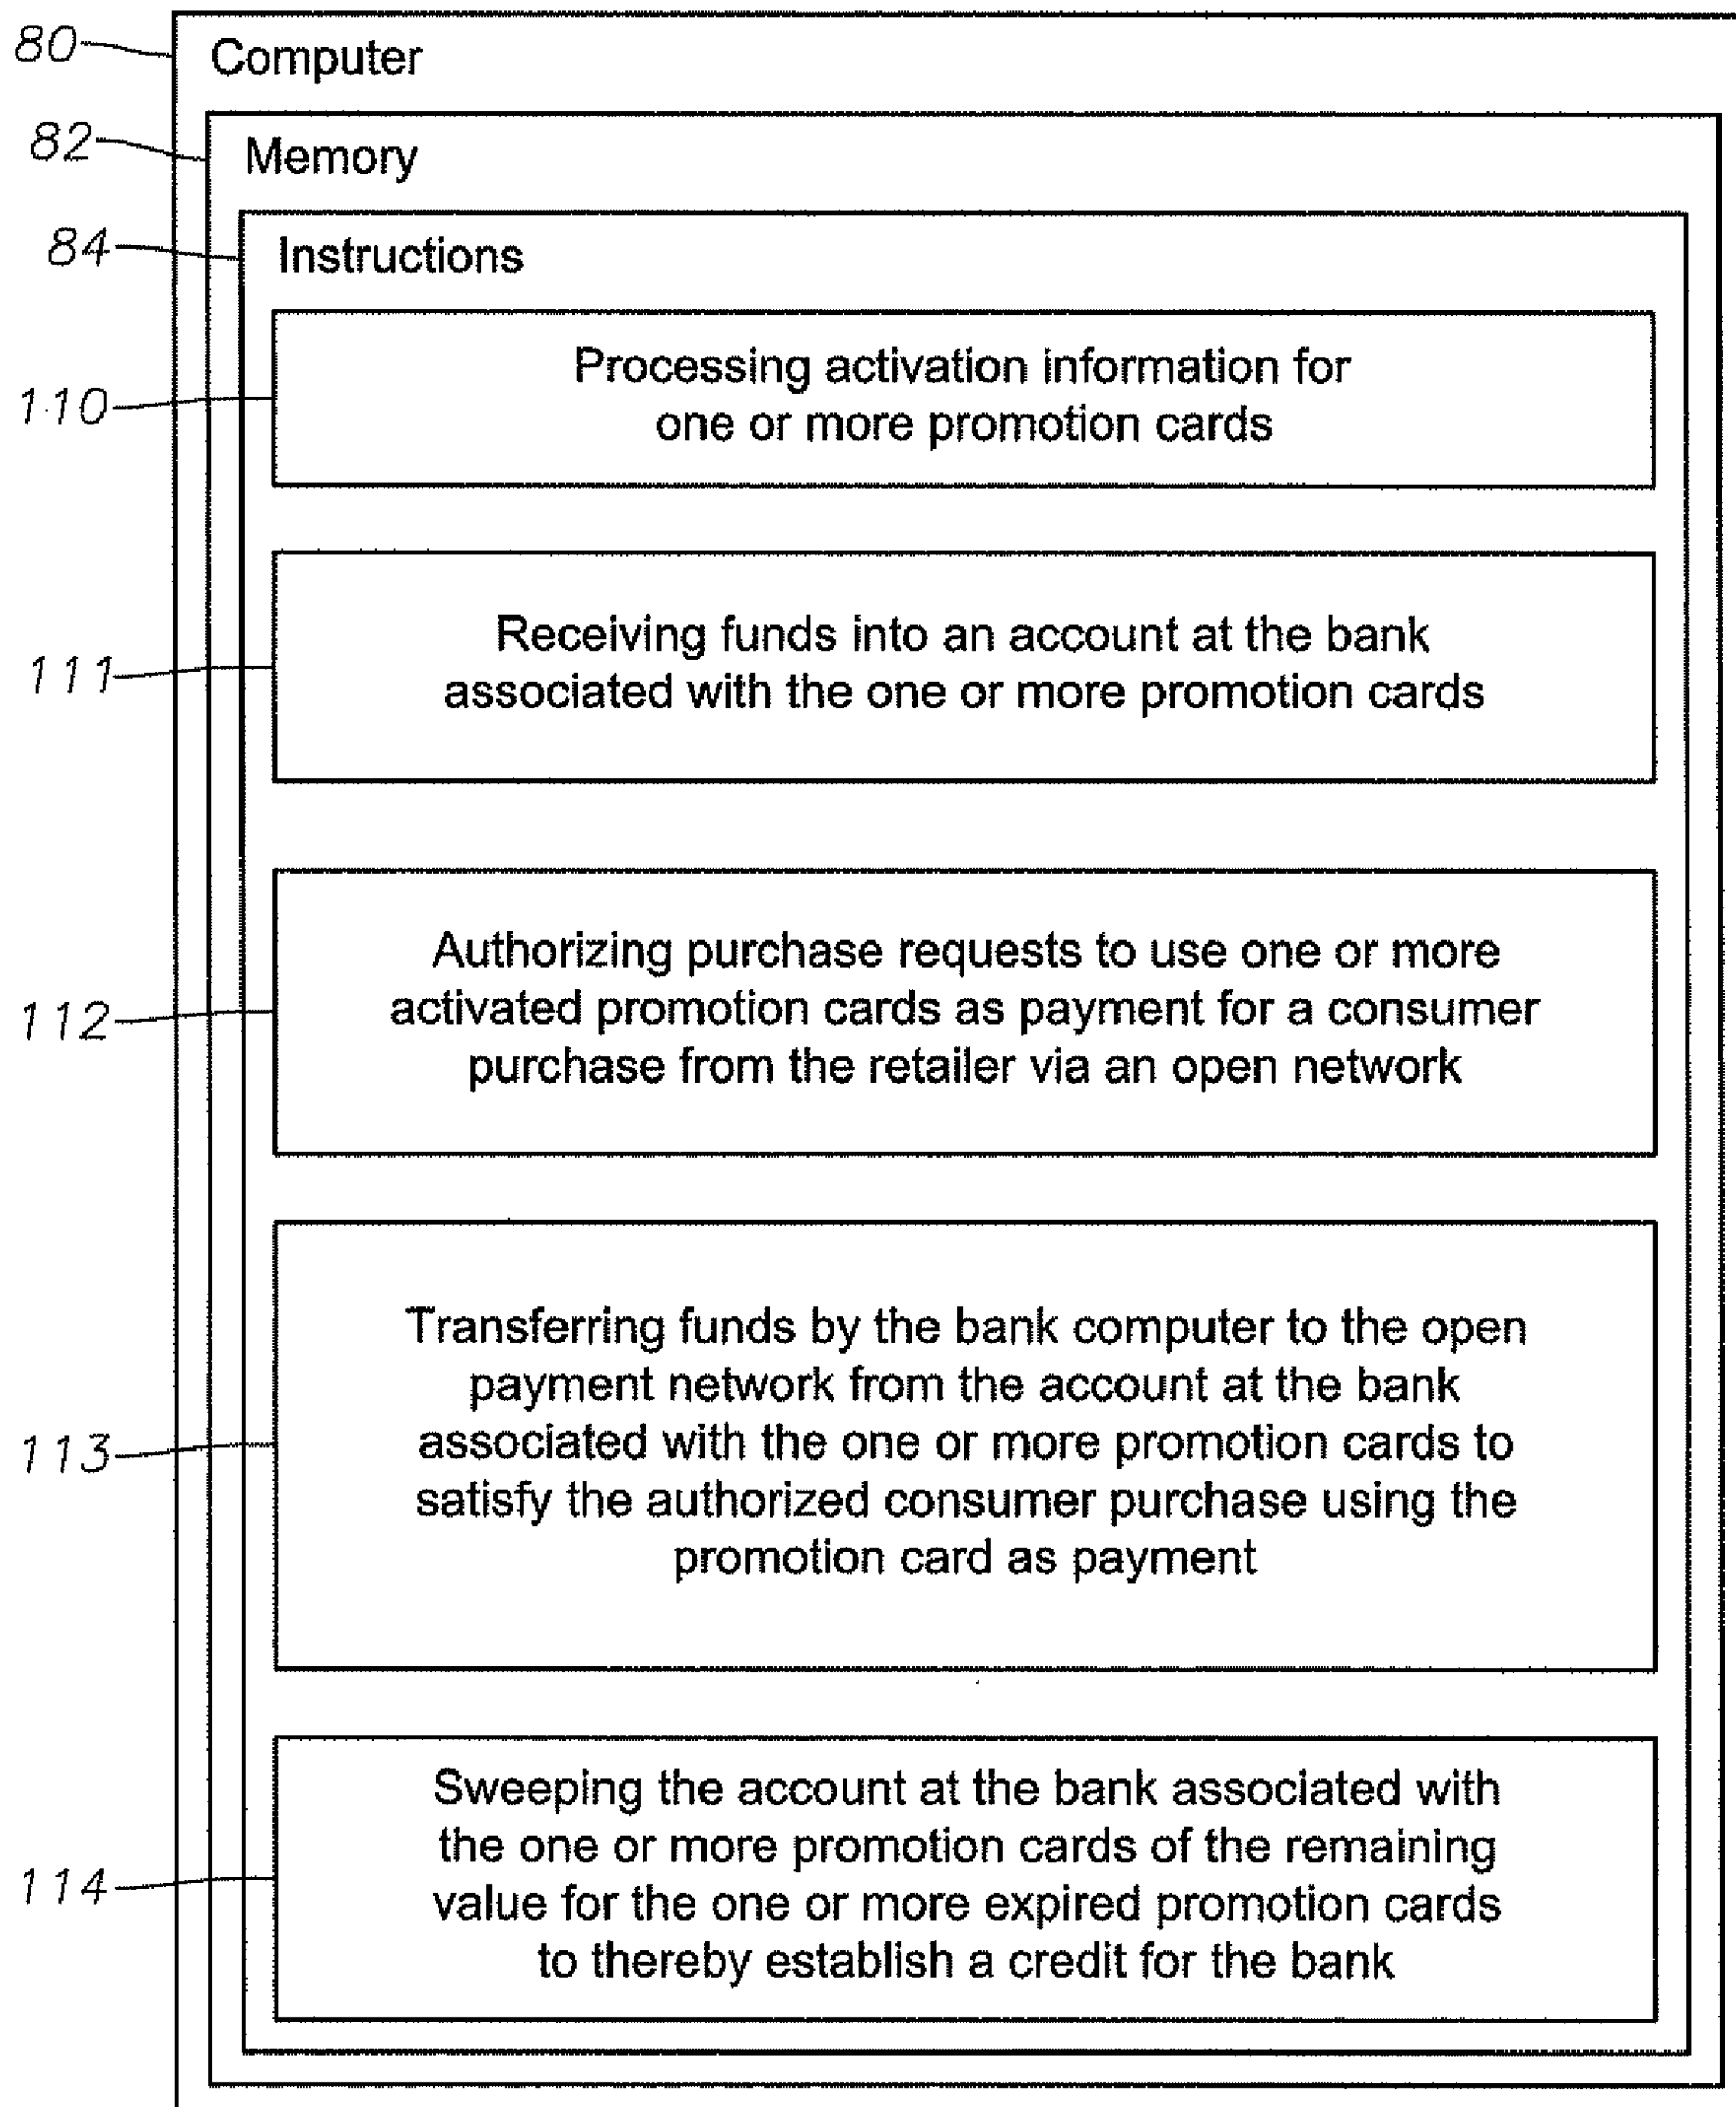 80
Computer
82
Memory
84
Instructions
110
Processing activation information for
one or more promotion cards
111
Receiving funds into an account at the bank
associated with the one or more promotion cards
112
Authorizing purchase requests to use one or more
activated promotion cards as payment for a consumer
purchase from the retailer via an open network
113
Transferring funds by the bank computer to the open
payment network from the account at the bank
associated with the one or more promotion cards to
satisfy the authorized consumer purchase using the
promotion card as payment
114
Sweeping the account at the bank associated with
the one or more promotion cards of the remaining
value for the one or more expired promotion cards
to thereby establish a credit for the bank